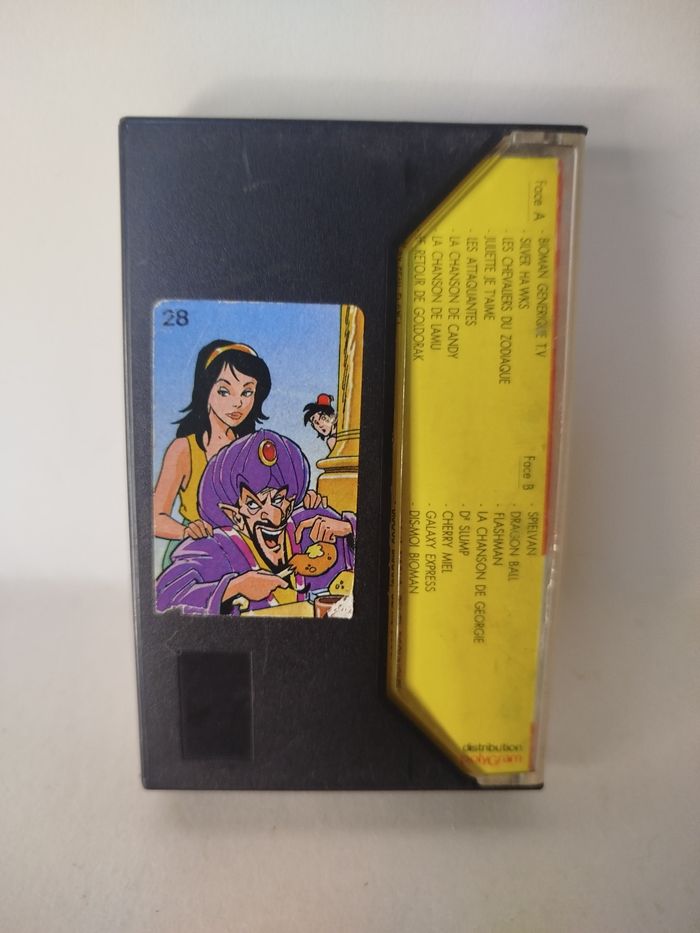 28
Face A
- BIOMAN GENERIQUE T.V
- SILVER HAWKS
- LES CHEVALIERS DU ZODIAQUE
- JULIETTE JE T'AIME
- LES ATTAQUANTES
- LA CHANSON DE CANDY
- LA CHANSON DE LAMU
RETOUR DE GOLDORAK
Face B
- SPIELVAN
- DRAGON BALL
- FLASHMAN
- LA CHANSON DE GEORGIE
- Dr SLUMP
- CHERRY MIEL
- GALAXY EXPRESS
- DIS-MOI BIOMAN
distribution
polyGram